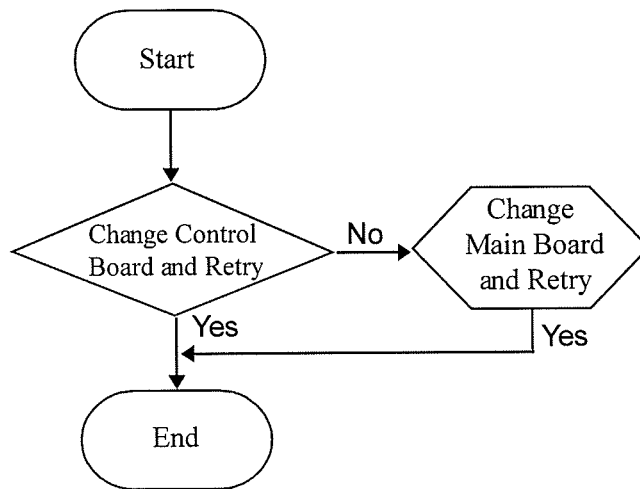 Start
Change Control
Board and Retry
No
Change
Main Board
and Retry
Yes
Yes
End